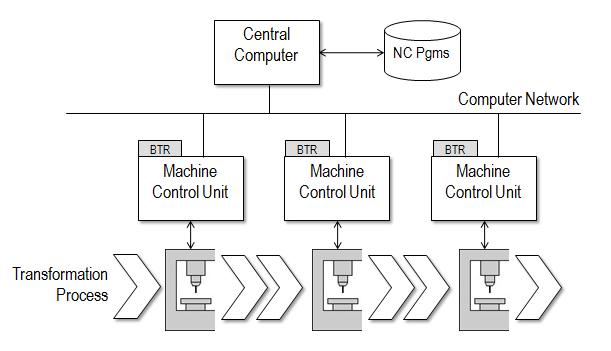 Central
Computer
NC Pgms
Computer Network
BTR
Machine
Control Unit
BTR
Machine
Control Unit
BTR
Machine
Control Unit
Transformation
Process